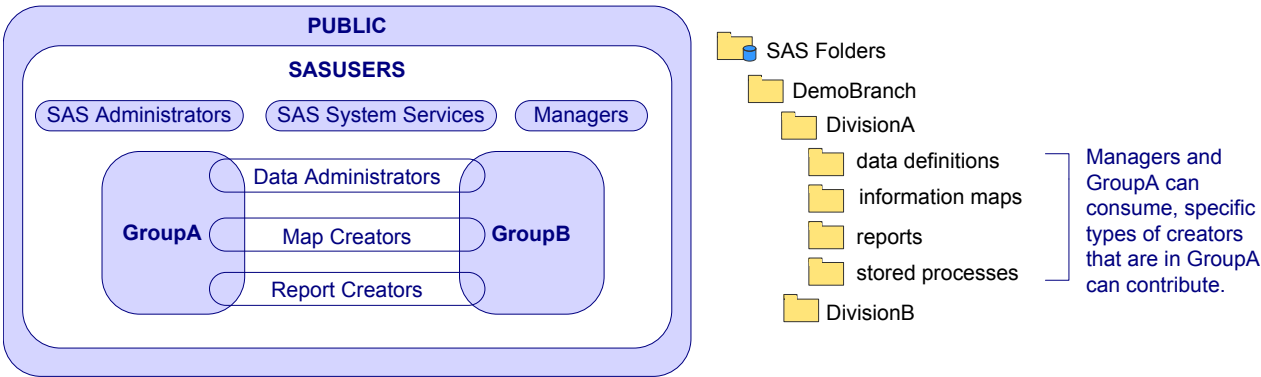 PUBLIC
SASUSERS
SAS Administrators
SAS System Services
Managers
Data Administrators
GroupA
Map Creators
GroupB
Report Creators
SAS Folders
DemoBranch
DivisionA
data definitions
information maps
reports
stored processes
DivisionB
Managers and
GroupA can
consume, specific
types of creators
that are in GroupA
can contribute.